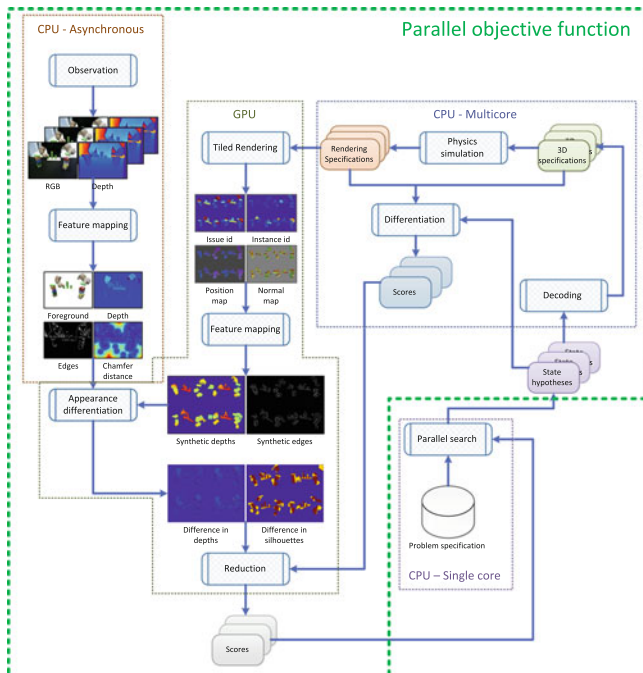 Parallel objective function
CPU - Asynchronous
Observation
RGB
Depth
Feature mapping
Foreground
Depth
Edges
Chamfer
distance
Appearance
differentiation
GPU
Tiled Rendering
Issue id
Instance id
Position
map
Normal
map
Feature mapping
Synthetic depths
Synthetic edges
Difference in
depths
Difference in
silhouettes
Reduction
Scores
CPU - Multicore
Rendering
Specifications
Physics
simulation
3D
specifications
Differentiation
Scores
Decoding
State
hypotheses
Parallel search
Problem specification
CPU – Single core